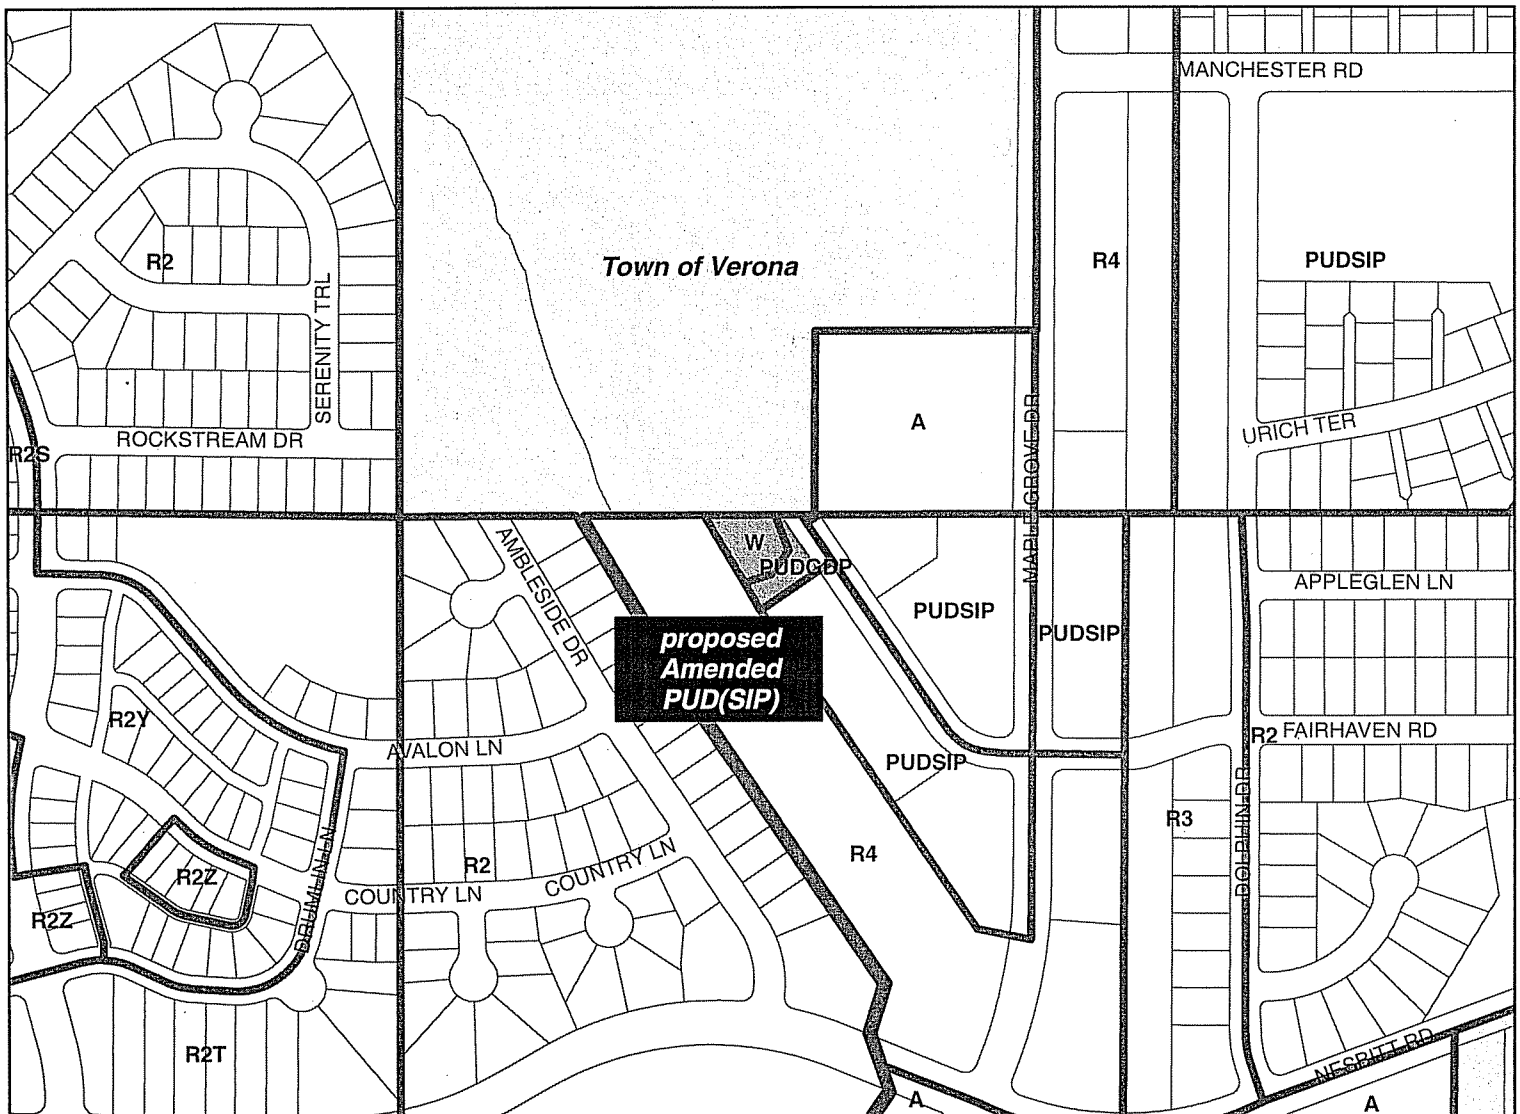 MANCHESTER RD
R2
Town of Verona
R4
PUDSIP
SERENITY TRL
A
MAPLE GROVE DR
URICH TER
ROCKSTREAM DR
R2S
AMBLESIDE DR
W
PUDGDP
APPLEGLEN LN
PUDSIP
PUDSIP
proposed
Amended
PUD(SIP)
R2Y
AVALON LN
PUDSIP
R2
FAIRHAVEN RD
DOLPHIN DR
R3
R4
R2
COUNTRY LN
COUNTRY LN
DRUMLIN LN
R2Z
R2Z
R2T
NESBITT RD
A
A